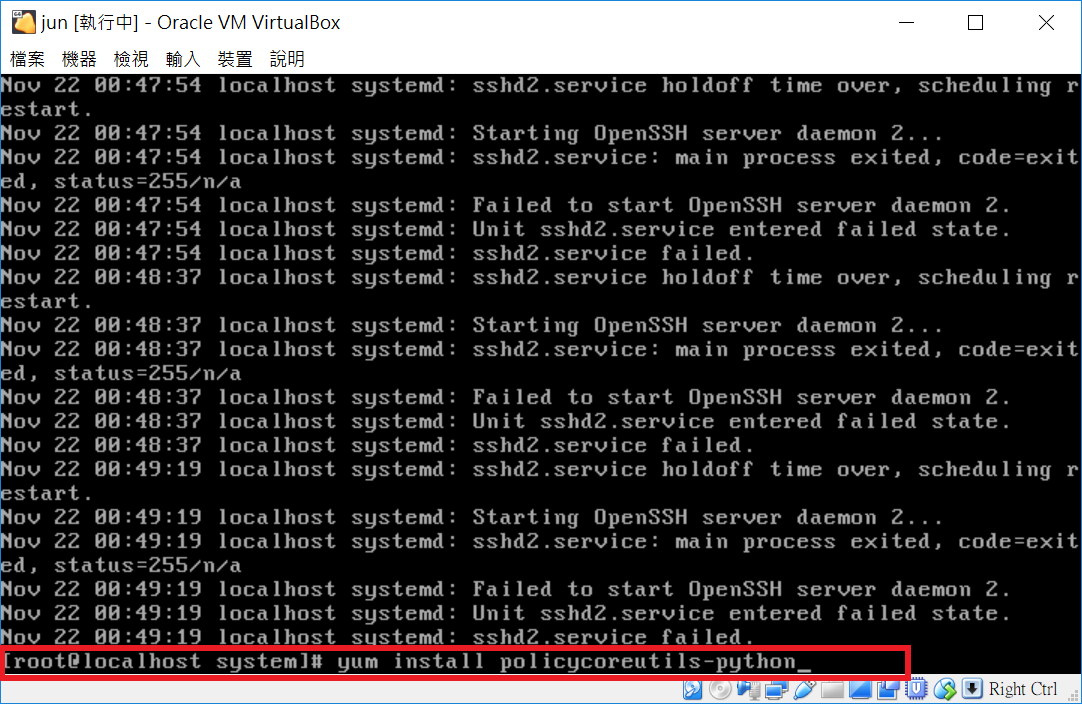 jun [執行中] - Oracle VM VirtualBox
檔案 機器 檢視 輸入 裝置 說明
Nov 22 00:47:54 localhost systemd: sshd2.service holdoff time over, scheduling r
estart.
Nov 22 00:47:54 localhost systemd: Starting OpenSSH server daemon 2...
Nov 22 00:47:54 localhost systemd: sshd2.service: main process exited, code=exit
ed, status=255/n/a
Nov 22 00:47:54 localhost systemd: Failed to start OpenSSH server daemon 2.
Nov 22 00:47:54 localhost systemd: Unit sshd2.service entered failed state.
Nov 22 00:47:54 localhost systemd: sshd2.service failed.
Nov 22 00:48:37 localhost systemd: sshd2.service holdoff time over, scheduling r
estart.
Nov 22 00:48:37 localhost systemd: Starting OpenSSH server daemon 2...
Nov 22 00:48:37 localhost systemd: sshd2.service: main process exited, code=exit
ed, status=255/n/a
Nov 22 00:48:37 localhost systemd: Failed to start OpenSSH server daemon 2.
Nov 22 00:48:37 localhost systemd: Unit sshd2.service entered failed state.
Nov 22 00:48:37 localhost systemd: sshd2.service failed.
Nov 22 00:49:19 localhost systemd: sshd2.service holdoff time over, scheduling r
estart.
Nov 22 00:49:19 localhost systemd: Starting OpenSSH server daemon 2...
Nov 22 00:49:19 localhost systemd: sshd2.service: main process exited, code=exit
ed, status=255/n/a
Nov 22 00:49:19 localhost systemd: Failed to start OpenSSH server daemon 2.
Nov 22 00:49:19 localhost systemd: Unit sshd2.service entered failed state.
Nov 22 00:49:19 localhost systemd: sshd2.service failed.
[root@localhost system]# yum install policycoreutils-python_
Right Ctrl